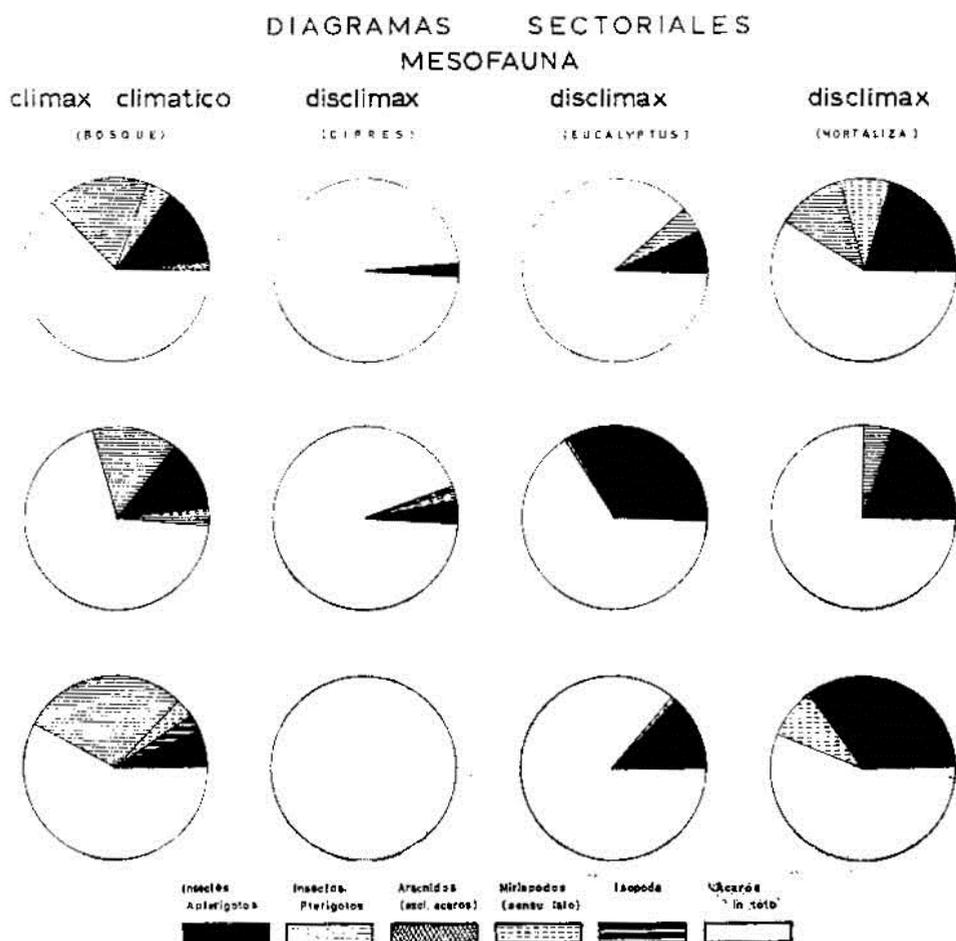 DIAGRAMAS SECTORIALES
MESOFAUNA
climax climatico disclimax disclimax disclimax
(BOSQUE) (CIPRES) (EUCALYPTUS) (HORTALIZA)
Insectos Insectos Aracnidos Miriapodos Isopoda Acaros
Apterigotos Pterigotos (excl. acaros) (sensu lato) "in toto"